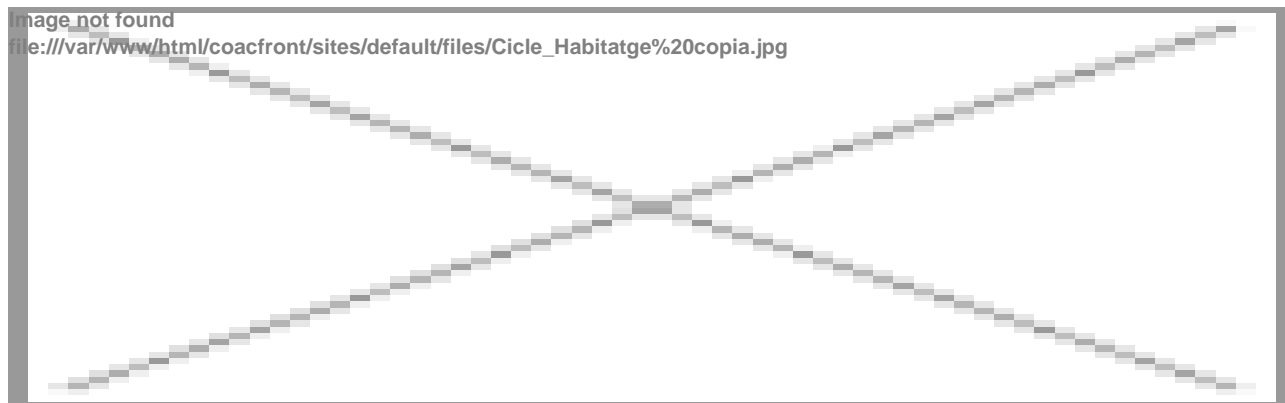 Image not found
file:///var/www/html/coacfront/sites/default/files/Cicle_Habitatge%20copia.jpg